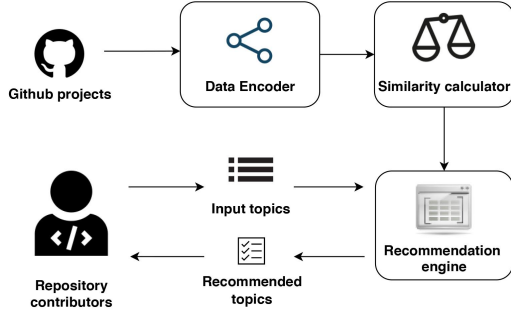 Github projects
Data Encoder
Similarity calculator
Input topics
</>
Repository
contributors
Recommended
topics
Recommendation
engine